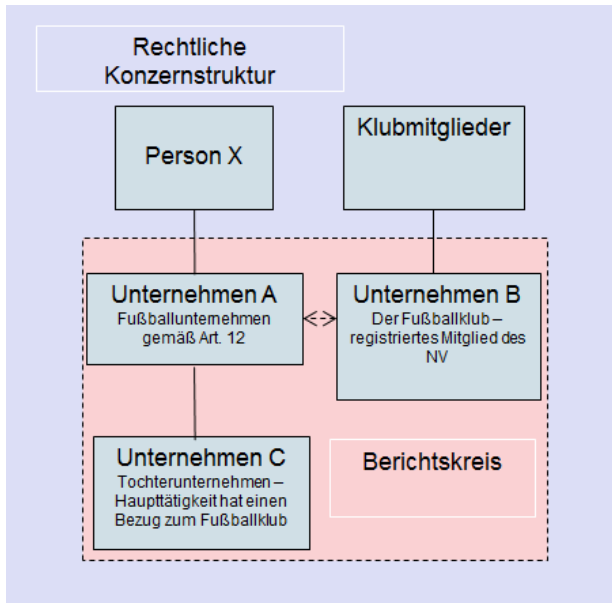 Rechtliche
Konzernstruktur
Person X
Klubmitglieder
Unternehmen A
Fußballunternehmen
gemäß Art. 12
Unternehmen B
Der Fußballklub –
registriertes Mitglied des
NV
Unternehmen C
Tochterunternehmen –
Haupttätigkeit hat einen
Bezug zum Fußballklub
Berichtskreis